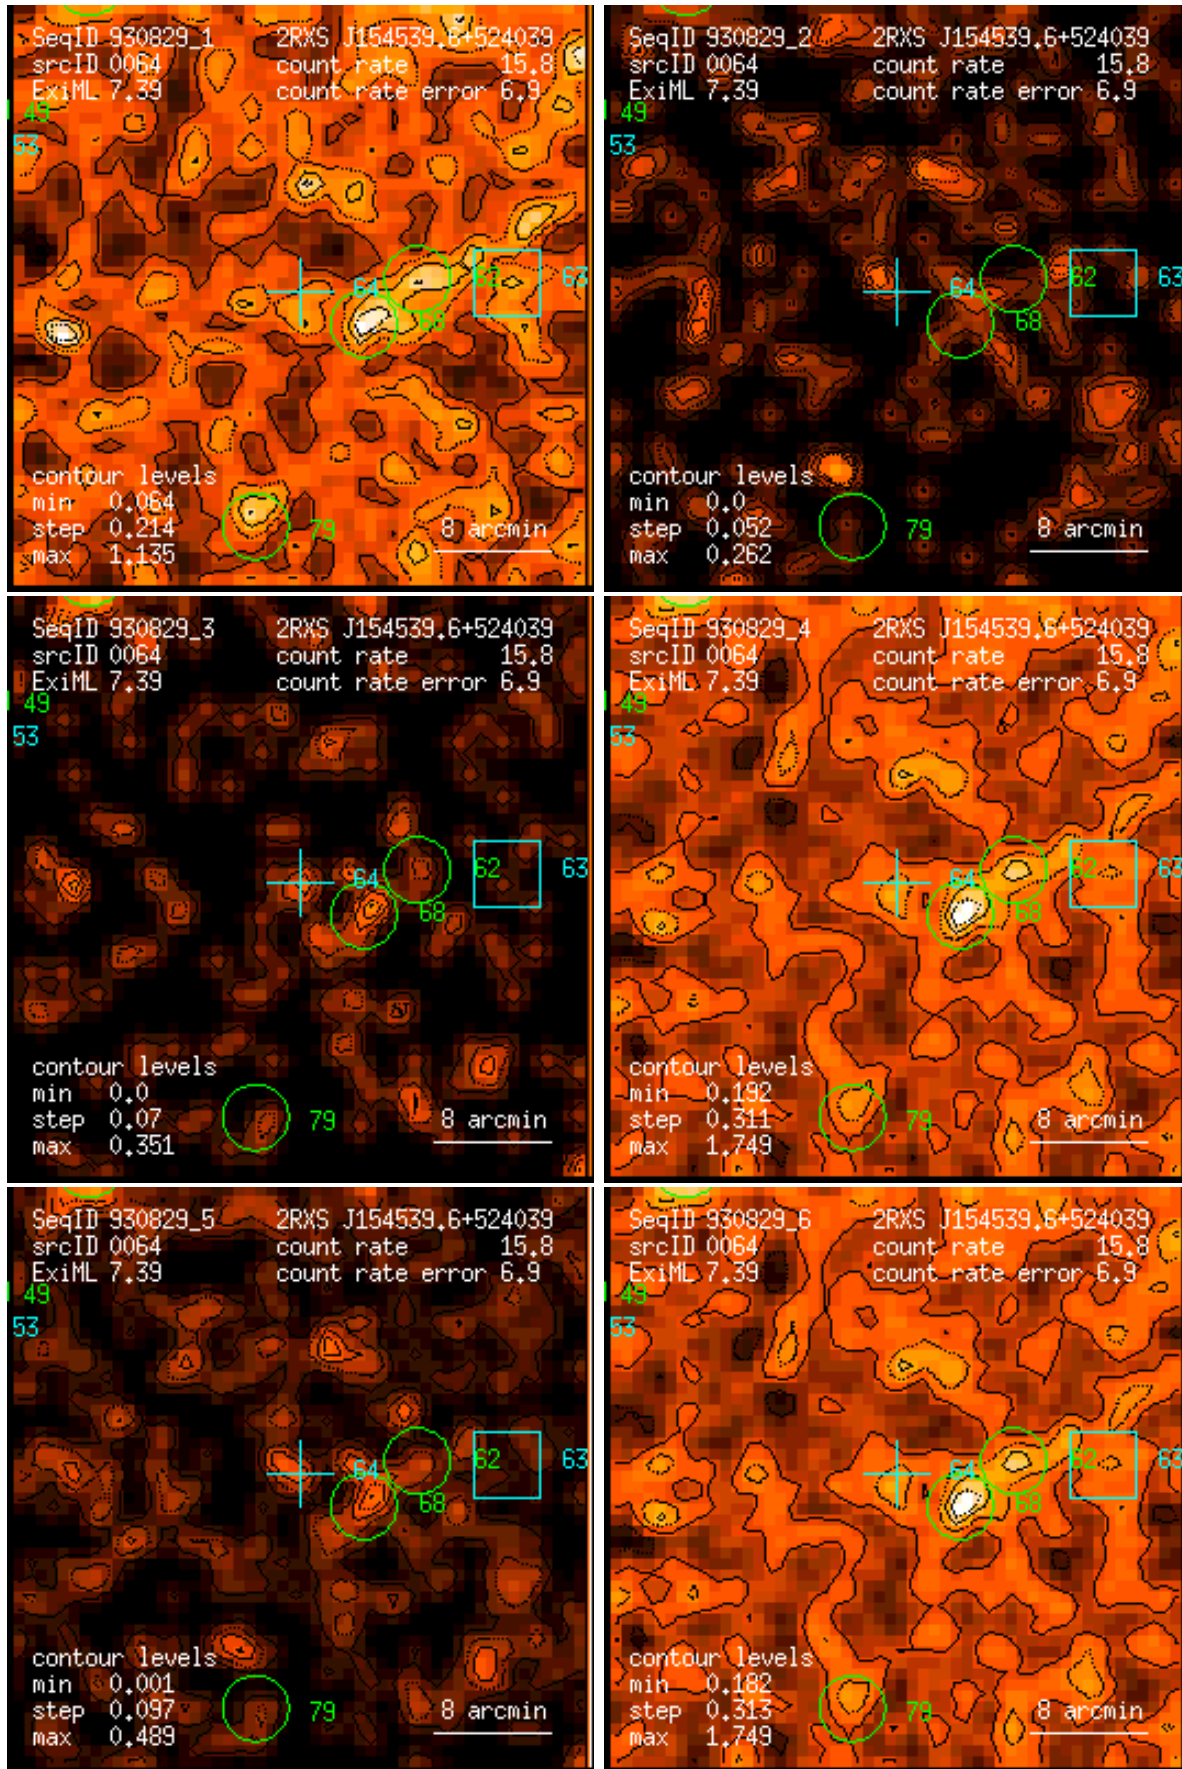 SeqID 930829_1 2RXS J154539.6+524039
srcID 0064 count rate 15.8
ExiML 7.39 count rate error 6.9
49
53
64 62 63
68
contour levels
min 0.064
step 0.214 79 8 arcmin
max 1.135
SeqID 930829_2 2RXS J154539.6+524039
srcID 0064 count rate 15.8
ExiML 7.39 count rate error 6.9
49
53
64 62 63
68
contour levels
min 0.0
step 0.052 79 8 arcmin
max 0.262
SeqID 930829_3 2RXS J154539.6+524039
srcID 0064 count rate 15.8
ExiML 7.39 count rate error 6.9
49
53
64 62 63
68
contour levels
min 0.0
step 0.07 79 8 arcmin
max 0.351
SeqID 930829_4 2RXS J154539.6+524039
srcID 0064 count rate 15.8
ExiML 7.39 count rate error 6.9
49
53
64 62 63
68
contour levels
min 0.192
step 0.311 79 8 arcmin
max 1.749
SeqID 930829_5 2RXS J154539.6+524039
srcID 0064 count rate 15.8
ExiML 7.39 count rate error 6.9
49
53
64 62 63
68
contour levels
min 0.001
step 0.097 79 8 arcmin
max 0.489
SeqID 930829_6 2RXS J154539.6+524039
srcID 0064 count rate 15.8
ExiML 7.39 count rate error 6.9
49
53
64 62 63
68
contour levels
min 0.182
step 0.313 79 8 arcmin
max 1.749